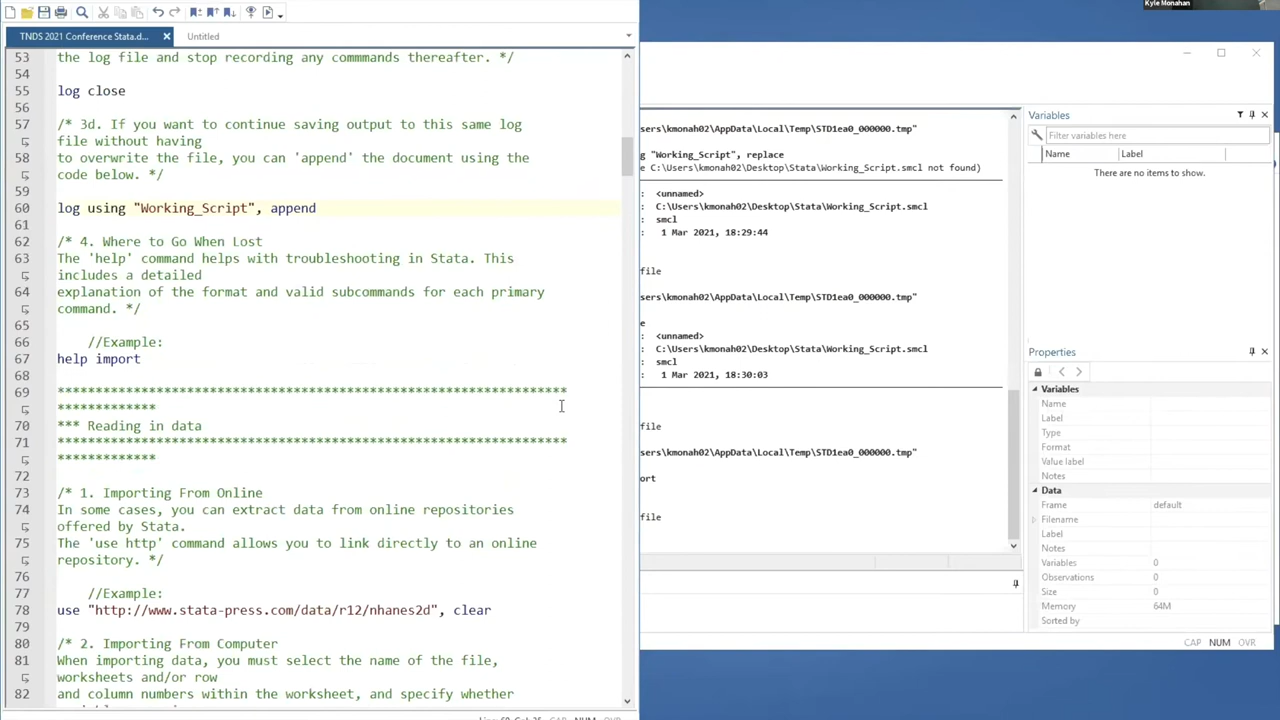 Kyle Monahan
TNDS 2021 Conference Stata.d... ×
Untitled
53 the log file and stop recording any commmands thereafter. */
54
55 log close
56
57 /* 3d. If you want to continue saving output to this same log
file without having
58 to overwrite the file, you can 'append' the document using the
code below. */
59
60 log using "Working_Script", append
61
62 /* 4. Where to Go When Lost
63 The 'help' command helps with troubleshooting in Stata. This
includes a detailed
64 explanation of the format and valid subcommands for each primary
command. */
65
66 //Example:
67 help import
68
69 *******************************************************************
*************
70 *** Reading in data
71 *******************************************************************
*************
72
73 /* 1. Importing From Online
74 In some cases, you can extract data from online repositories
offered by Stata.
75 The 'use http' command allows you to link directly to an online
repository. */
76
77 //Example:
78 use "http://www.stata-press.com/data/r12/nhanes2d", clear
79
80 /* 2. Importing From Computer
81 When importing data, you must select the name of the file,
worksheets and/or row
82 and column numbers within the worksheet, and specify whether
sers\kmonah02\AppData\Local\Temp\STD1ea0_000000.tmp"
g "Working_Script", replace
e C:\Users\kmonah02\Desktop\Stata\Working_Script.smcl not found)
: <unnamed>
: C:\Users\kmonah02\Desktop\Stata\Working_Script.smcl
: smcl
: 1 Mar 2021, 18:29:44
file
sers\kmonah02\AppData\Local\Temp\STD1ea0_000000.tmp"
e
: <unnamed>
: C:\Users\kmonah02\Desktop\Stata\Working_Script.smcl
: smcl
: 1 Mar 2021, 18:30:03
file
sers\kmonah02\AppData\Local\Temp\STD1ea0_000000.tmp"
ort
file
Variables
Filter variables here
Name Label
There are no items to show.
Properties
Variables
Name
Label
Type
Format
Value label
Notes
Data
Frame default
Filename
Label
Notes
Variables 0
Observations 0
Size 0
Memory 64M
Sorted by
CAP NUM OVR